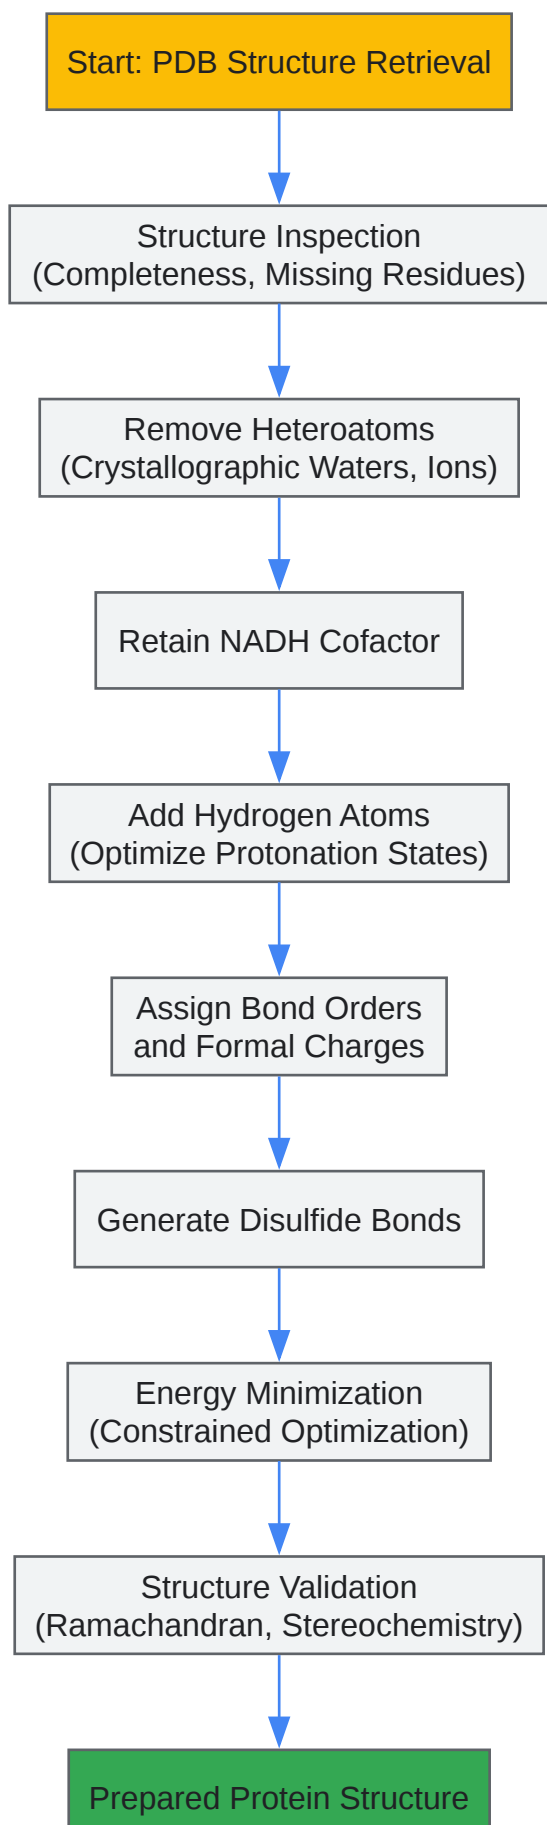 Start: PDB Structure Retrieval
Structure Inspection
(Completeness, Missing Residues)
Remove Heteroatoms
(Crystallographic Waters, Ions)
Retain NADH Cofactor
Add Hydrogen Atoms
(Optimize Protonation States)
Assign Bond Orders
and Formal Charges
Generate Disulfide Bonds
Energy Minimization
(Constrained Optimization)
Structure Validation
(Ramachandran, Stereochemistry)
Prepared Protein Structure